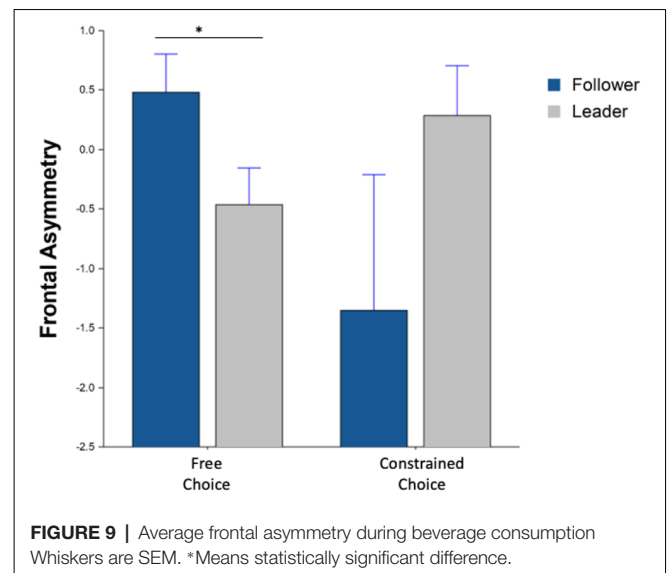 1.0
0.5
0.0
-0.5
-1.0
-1.5
-2.0
-2.5
Frontal Asymmetry
*
Follower
Leader
Free
Choice
Constrained
Choice
FIGURE 9 | Average frontal asymmetry during beverage consumption
Whiskers are SEM. *Means statistically significant difference.